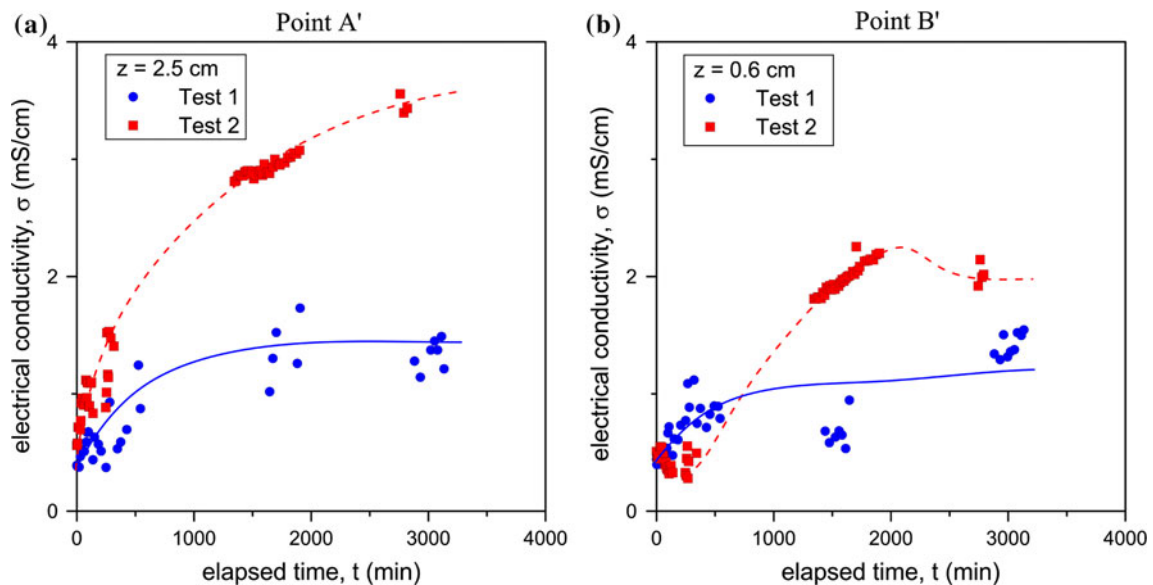 (a)
Point A'
4
z = 2.5 cm
Test 1
Test 2
electrical conductivity, σ (mS/cm)
2
0
0 1000 2000 3000 4000
elapsed time, t (min)
(b)
Point B'
4
z = 0.6 cm
Test 1
Test 2
electrical conductivity, σ (mS/cm)
2
0
0 1000 2000 3000 4000
elapsed time, t (min)